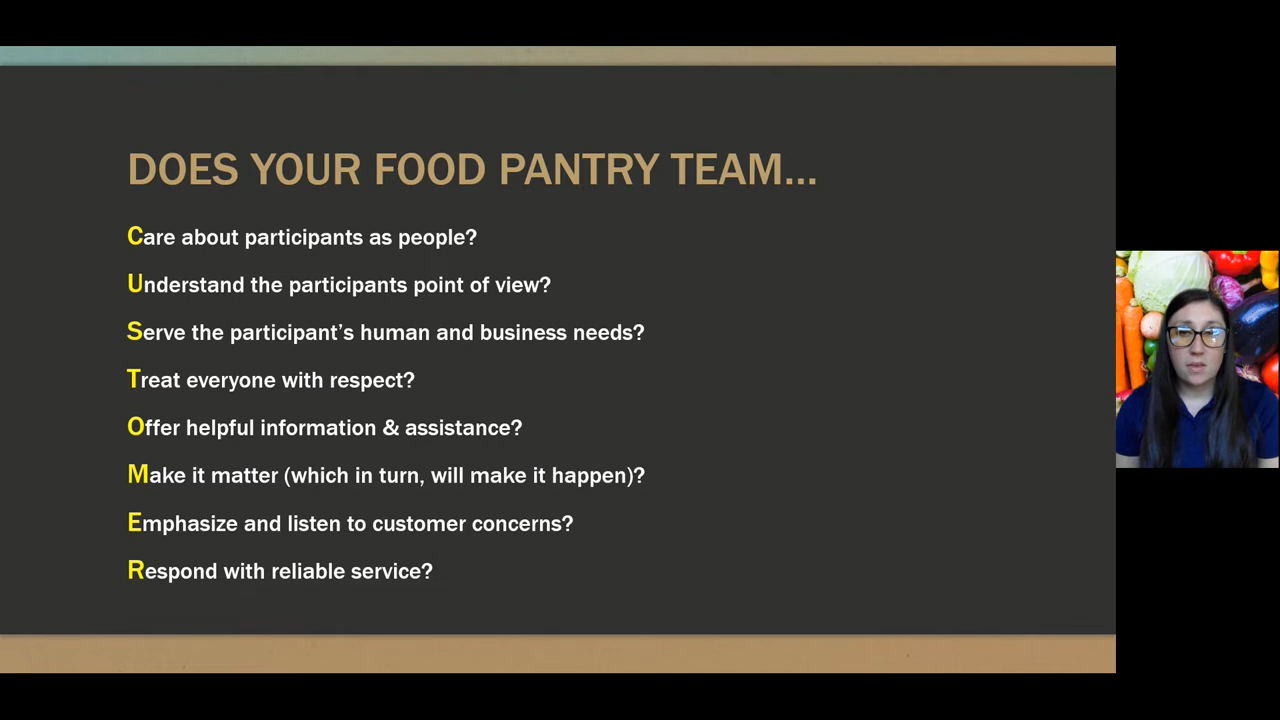 DOES YOUR FOOD PANTRY TEAM...
Care about participants as people?
Understand the participants point of view?
Serve the participant’s human and business needs?
Treat everyone with respect?
Offer helpful information & assistance?
Make it matter (which in turn, will make it happen)?
Emphasize and listen to customer concerns?
Respond with reliable service?